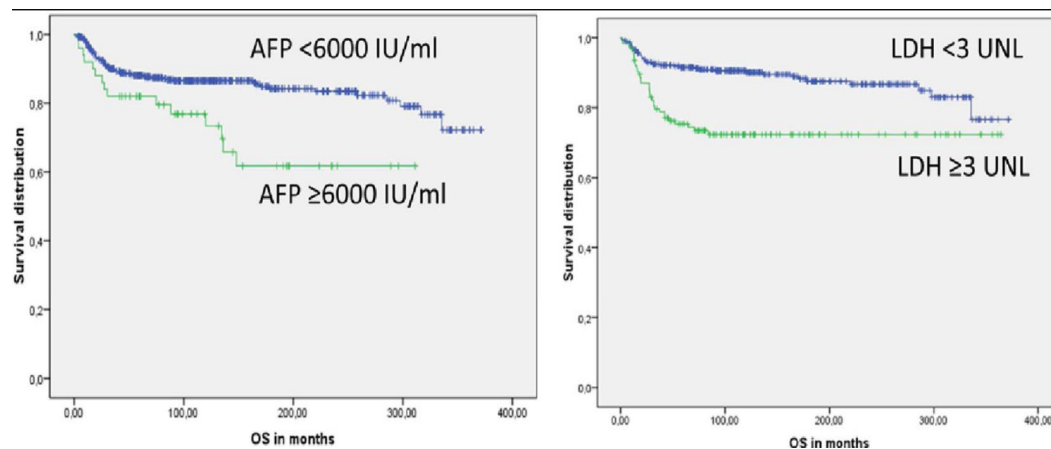 AFP <6000 IU/ml
AFP ≥6000 IU/ml
Survival distribution
1,0
0,8
0,6
0,4
0,2
0,0
0,00
100,00
200,00
300,00
400,00
OS in months
LDH <3 UNL
LDH ≥3 UNL
Survival distribution
1,0
0,8
0,6
0,4
0,2
0,0
0,00
100,00
200,00
300,00
400,00
OS in months